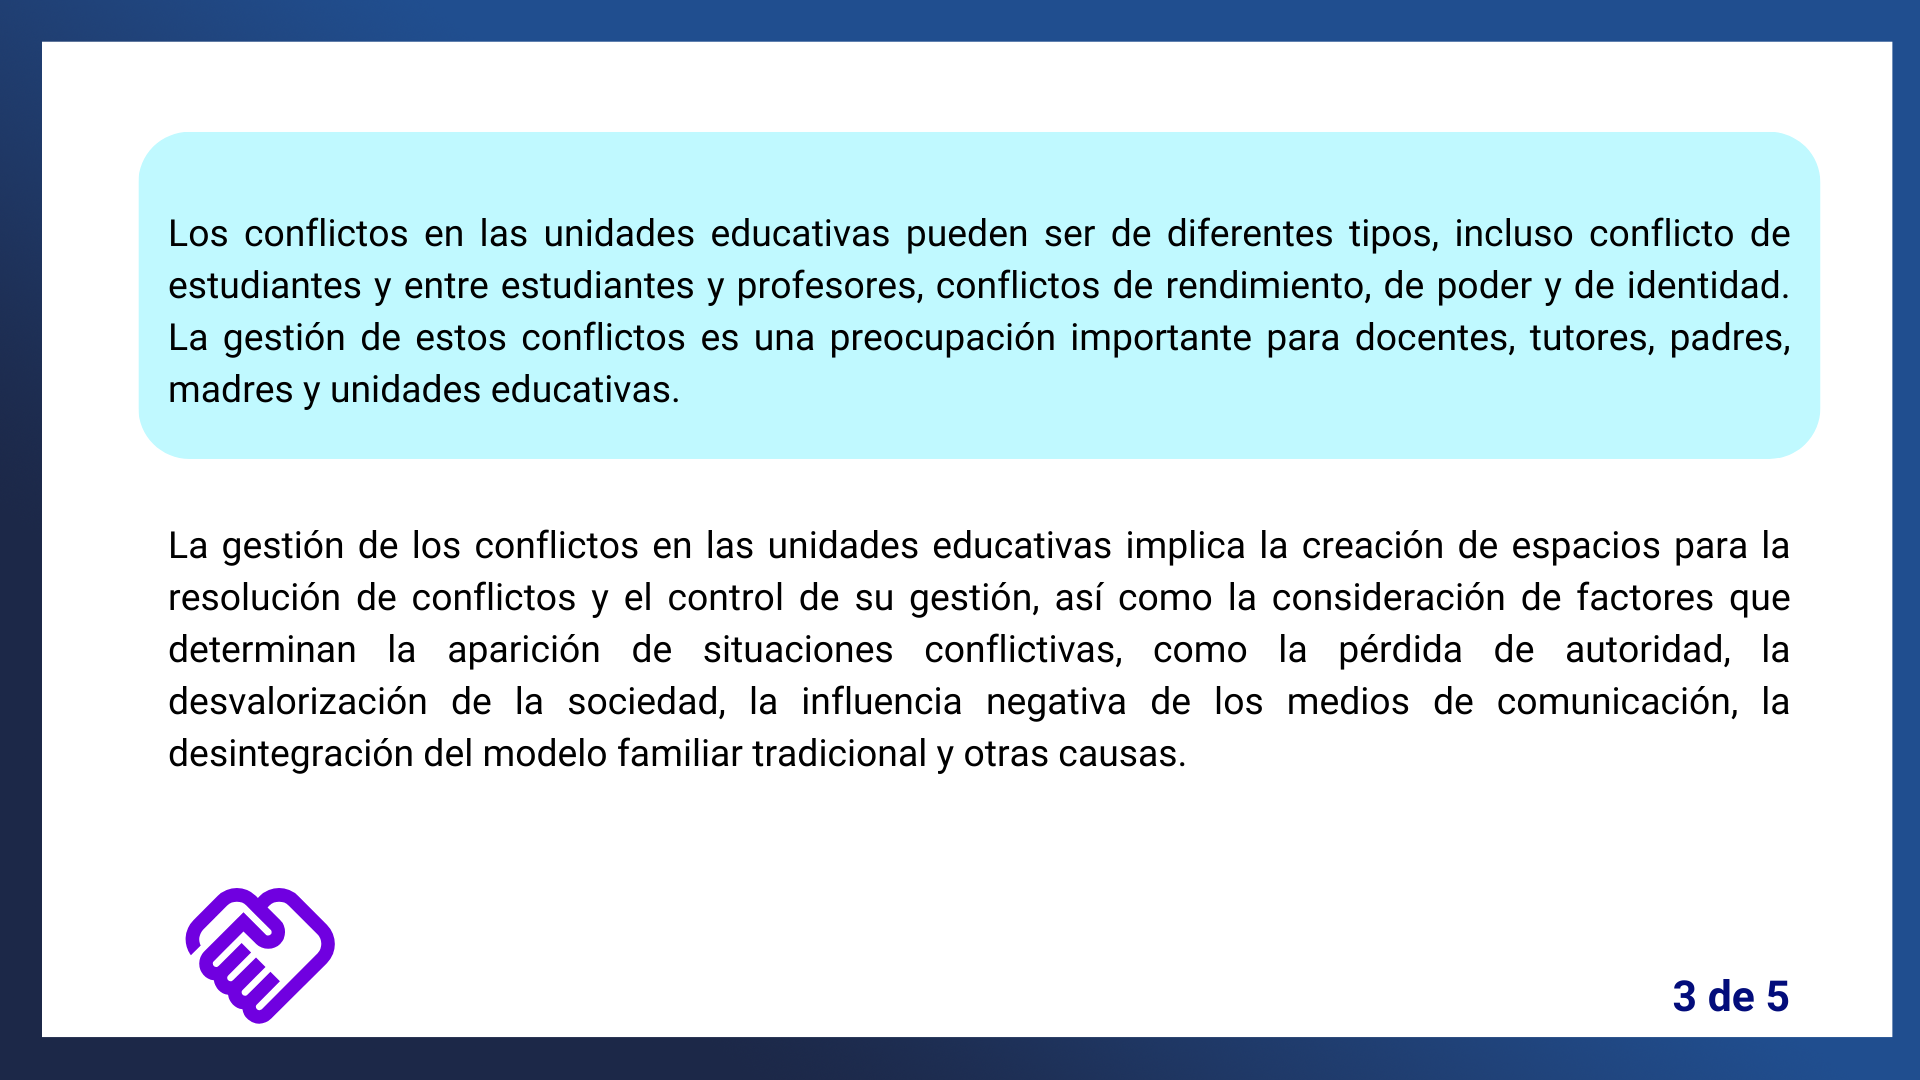 Los conflictos en las unidades educativas pueden ser de diferentes tipos, incluso conflicto de
estudiantes y entre estudiantes y profesores, conflictos de rendimiento, de poder y de identidad.
La gestión de estos conflictos es una preocupación importante para docentes, tutores, padres,
madres y unidades educativas.
La gestión de los conflictos en las unidades educativas implica la creación de espacios para la
resolución de conflictos y el control de su gestión, así como la consideración de factores que
determinan la aparición de situaciones conflictivas, como la pérdida de autoridad, la
desvalorización de la sociedad, la influencia negativa de los medios de comunicación, la
desintegración del modelo familiar tradicional y otras causas.
3 de 5